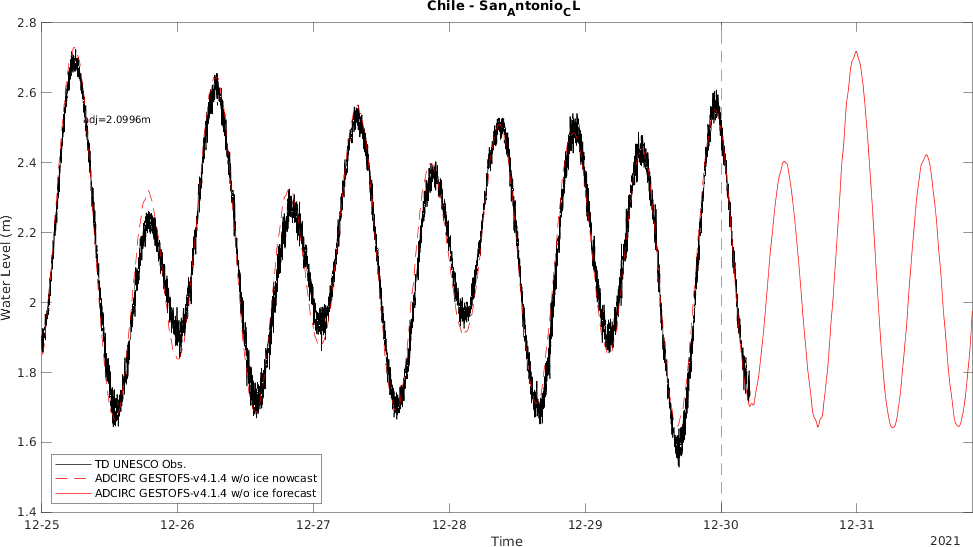 Chile - SanAntonioCL
2.8
2.6
2.4
2.2
2
1.8
1.6
1.4
Water Level (m)
adj=2.0996m
TD UNESCO Obs.
ADCIRC GESTOFS-v4.1.4 w/o ice nowcast
ADCIRC GESTOFS-v4.1.4 w/o ice forecast
12-25 12-26 12-27 12-28 12-29 12-30 12-31
Time
2021